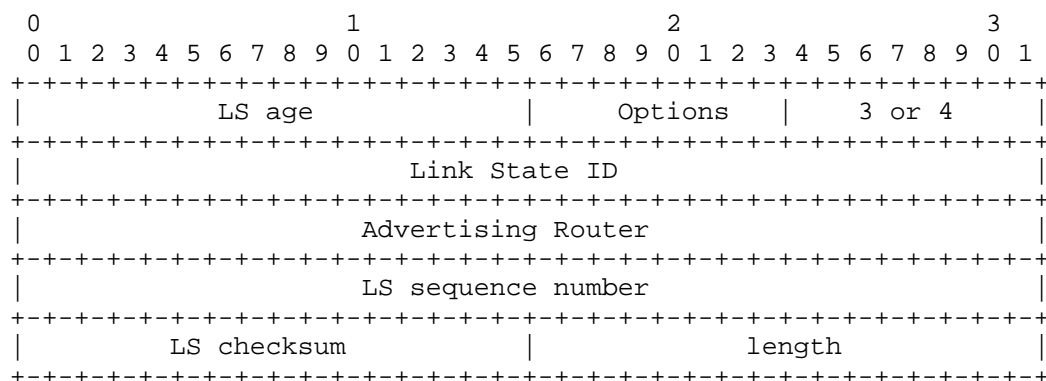 0                   1                   2                   3
0 1 2 3 4 5 6 7 8 9 0 1 2 3 4 5 6 7 8 9 0 1 2 3 4 5 6 7 8 9 0 1
+-+-+-+-+-+-+-+-+-+-+-+-+-+-+-+-+-+-+-+-+-+-+-+-+-+-+-+-+-+-+-+-+
|            LS age             |     Options   |    3 or 4     |
+-+-+-+-+-+-+-+-+-+-+-+-+-+-+-+-+-+-+-+-+-+-+-+-+-+-+-+-+-+-+-+-+
|                        Link State ID                          |
+-+-+-+-+-+-+-+-+-+-+-+-+-+-+-+-+-+-+-+-+-+-+-+-+-+-+-+-+-+-+-+-+
|                     Advertising Router                        |
+-+-+-+-+-+-+-+-+-+-+-+-+-+-+-+-+-+-+-+-+-+-+-+-+-+-+-+-+-+-+-+-+
|                     LS sequence number                        |
+-+-+-+-+-+-+-+-+-+-+-+-+-+-+-+-+-+-+-+-+-+-+-+-+-+-+-+-+-+-+-+-+
|         LS checksum           |             length            |
+-+-+-+-+-+-+-+-+-+-+-+-+-+-+-+-+-+-+-+-+-+-+-+-+-+-+-+-+-+-+-+-+